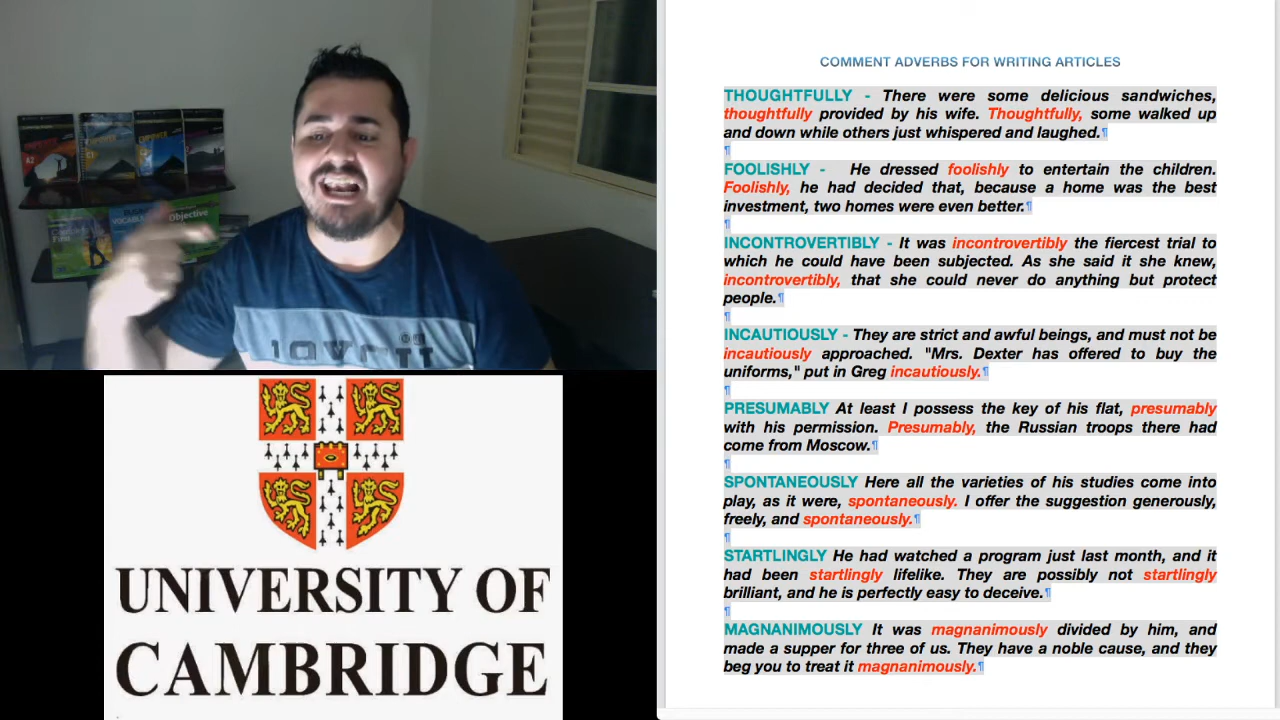 A2
Objective
COMMENT ADVERBS FOR WRITING ARTICLES
THOUGHTFULLY - There were some delicious sandwiches,
thoughtfully provided by his wife. Thoughtfully, some walked up
and down while others just whispered and laughed.¶
¶
FOOLISHLY - He dressed foolishly to entertain the children.
Foolishly, he had decided that, because a home was the best
investment, two homes were even better.¶
¶
INCONTROVERTIBLY - It was incontrovertibly the fiercest trial to
which he could have been subjected. As she said it she knew,
incontrovertibly, that she could never do anything but protect
people.¶
¶
INCAUTIOUSLY - They are strict and awful beings, and must not be
incautiously approached. "Mrs. Dexter has offered to buy the
uniforms," put in Greg incautiously.¶
¶
PRESUMABLY At least I possess the key of his flat, presumably
with his permission. Presumably, the Russian troops there had
come from Moscow.¶
¶
SPONTANEOUSLY Here all the varieties of his studies come into
play, as it were, spontaneously. I offer the suggestion generously,
freely, and spontaneously.¶
¶
STARTLINGLY He had watched a program just last month, and it
had been startlingly lifelike. They are possibly not startlingly
brilliant, and he is perfectly easy to deceive.¶
¶
MAGNANIMOUSLY It was magnanimously divided by him, and
made a supper for three of us. They have a noble cause, and they
beg you to treat it magnanimously.¶
UNIVERSITY OF
CAMBRIDGE